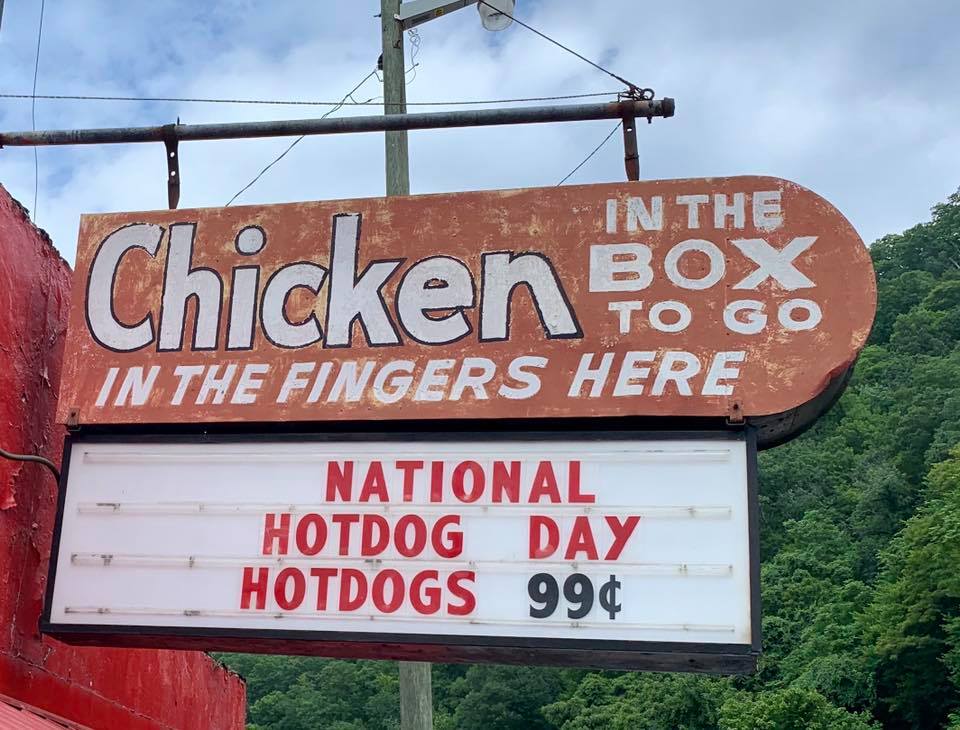 Chicken IN THE
BOX
TO GO
IN THE FINGERS HERE
NATIONAL
HOTDOG DAY
HOTDOGS 99¢